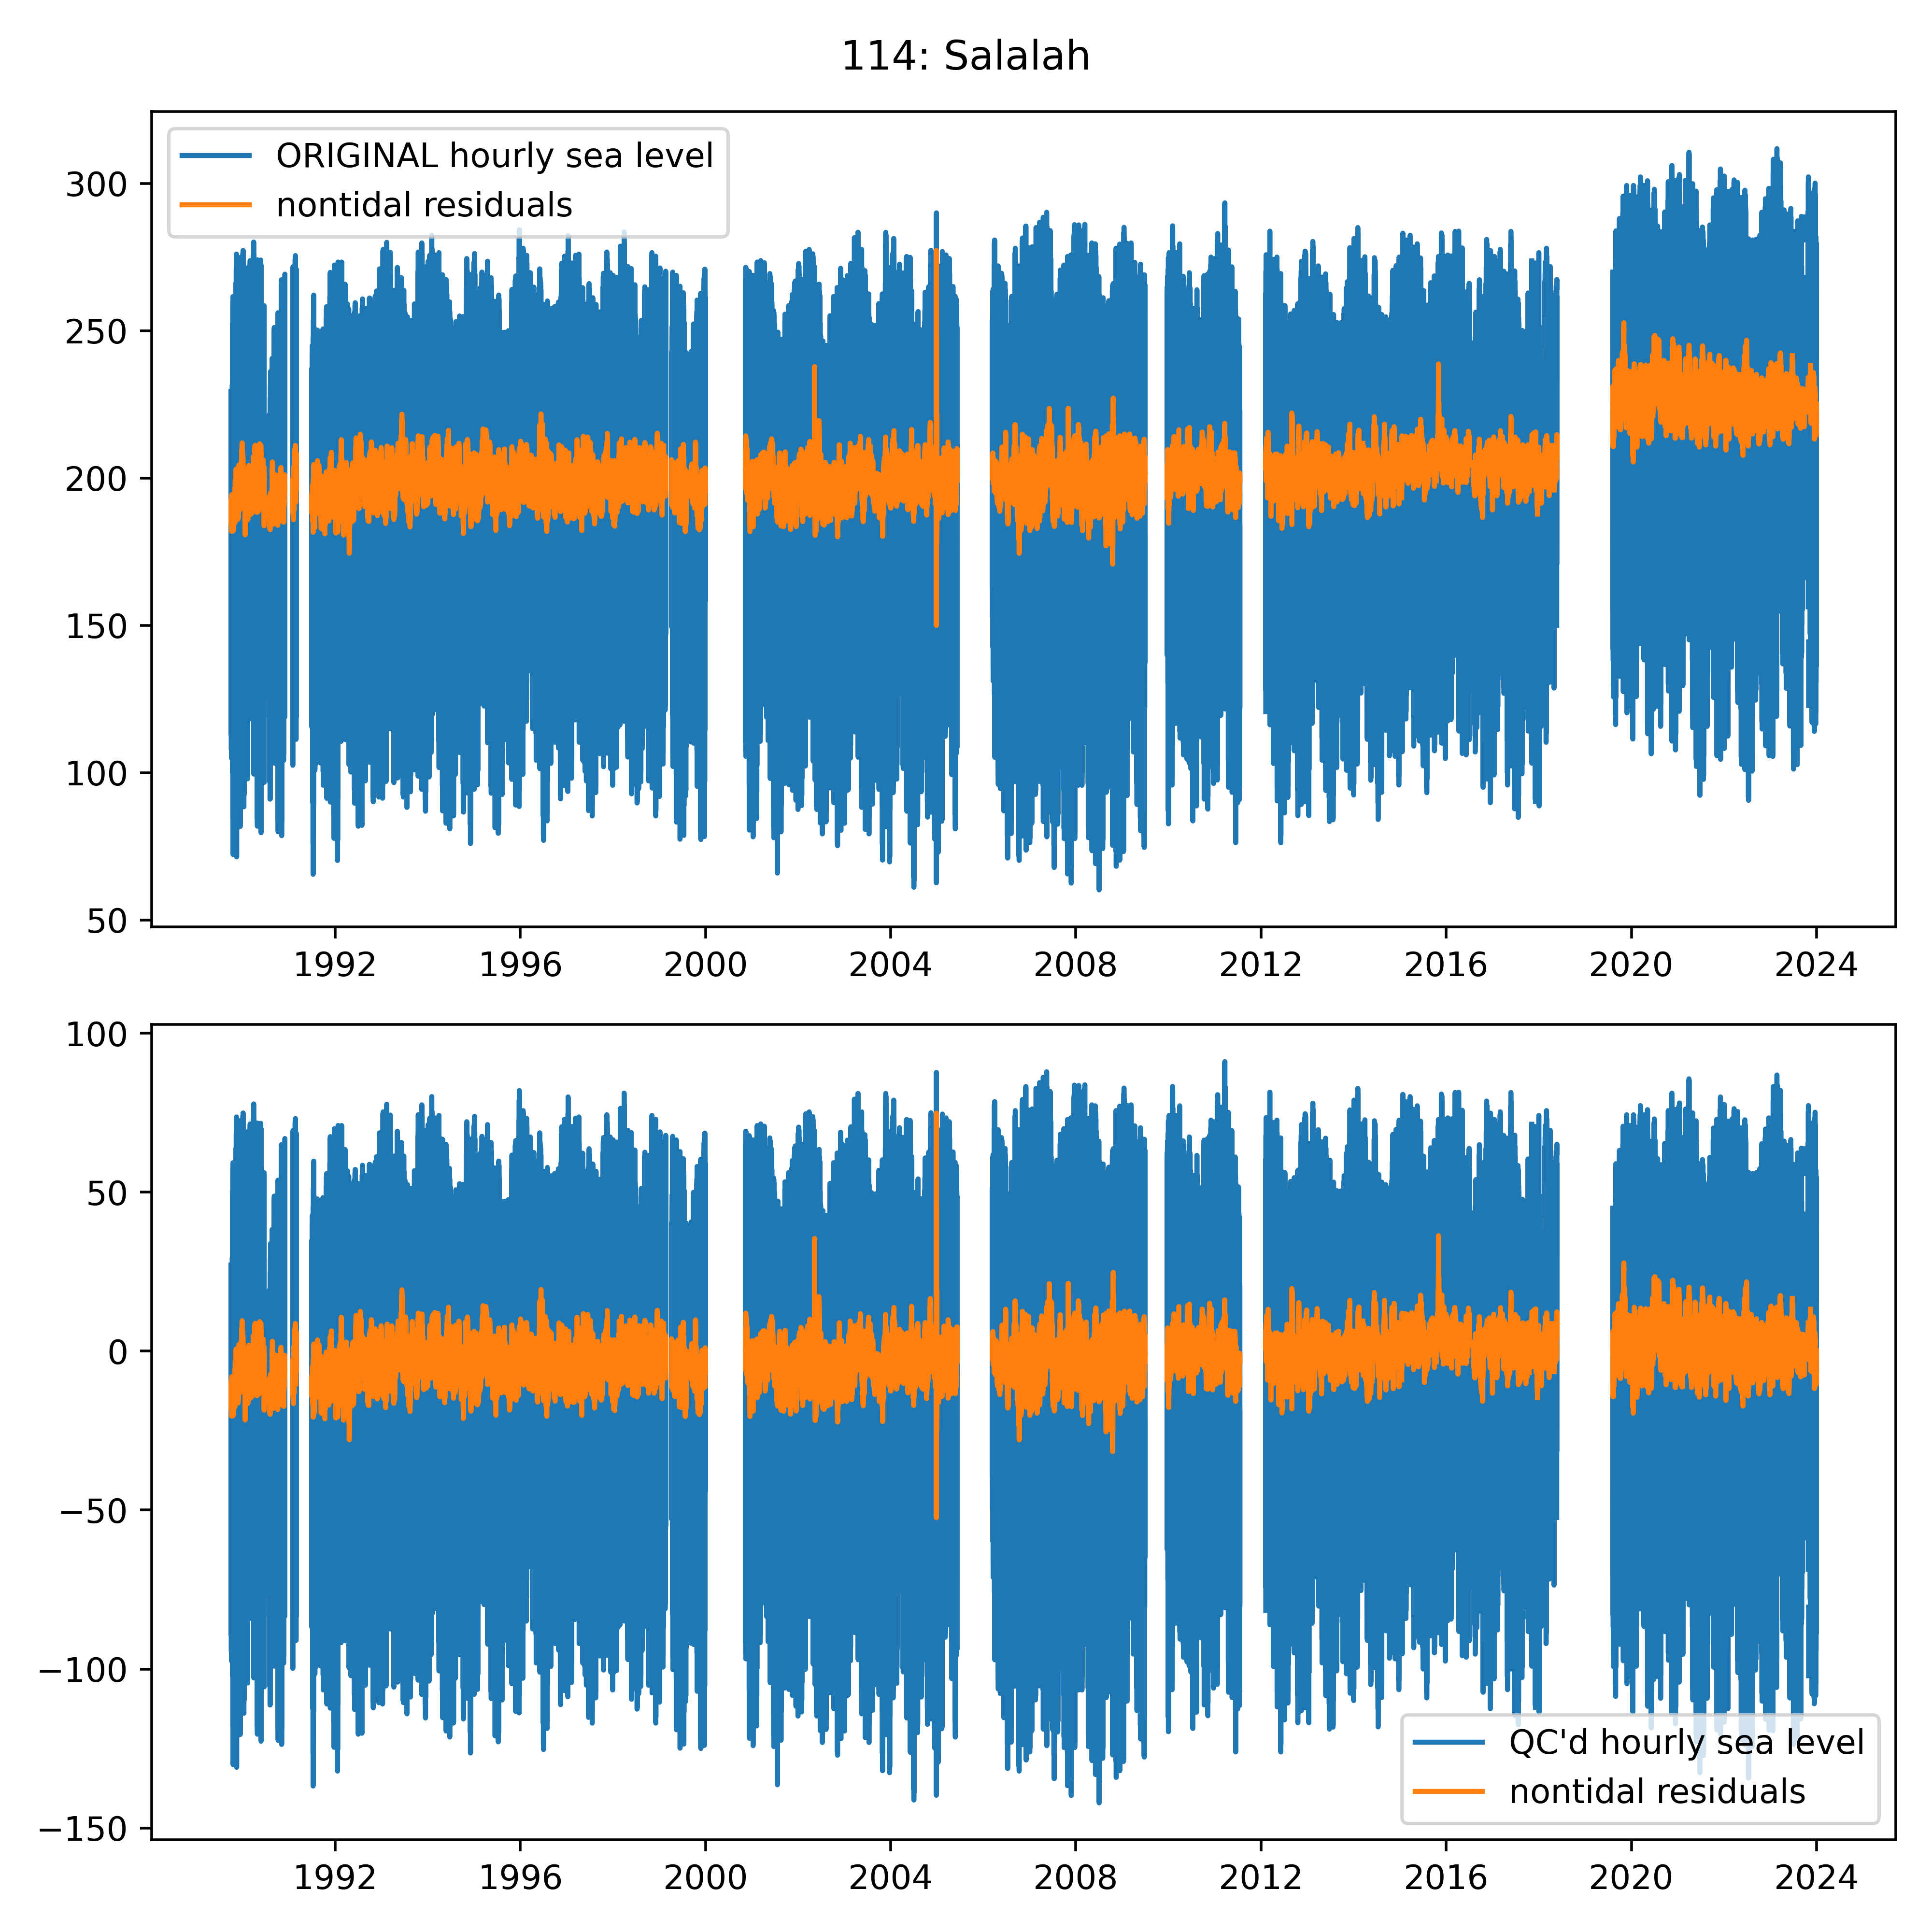 114: Salalah
ORIGINAL hourly sea level
nontidal residuals
300
250
200
150
100
50
1992 1996 2000 2004 2008 2012 2016 2020 2024
100
50
0
−50
−100
−150
QC'd hourly sea level
nontidal residuals
1992 1996 2000 2004 2008 2012 2016 2020 2024